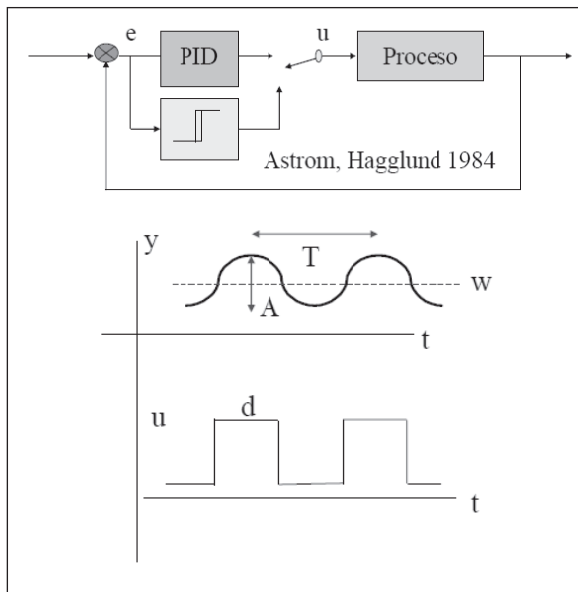 e
u
PID
Proceso
Astrom, Hagglund 1984
y
T
w
A
t
d
u
t